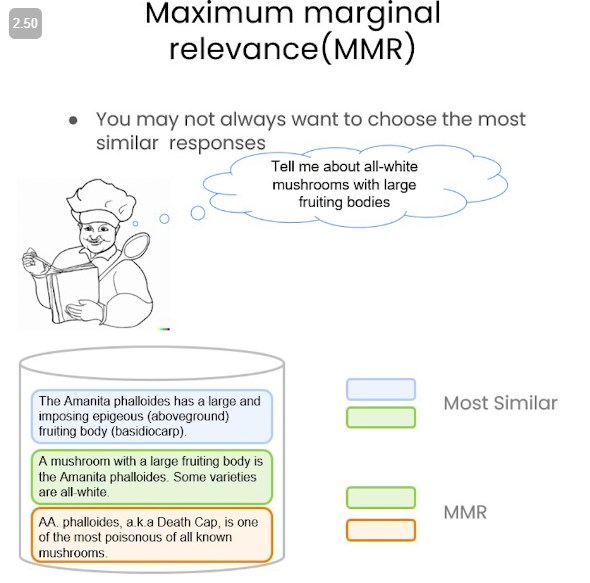 2.50
Maximum marginal
relevance(MMR)
● You may not always want to choose the most
similar responses
Tell me about all-white
mushrooms with large
fruiting bodies
The Amanita phalloides has a large and
imposing epigeous (aboveground)
fruiting body (basidiocarp).
A mushroom with a large fruiting body is
the Amanita phalloides. Some varieties
are all-white.
AA. phalloides, a.k.a Death Cap, is one
of the most poisonous of all known
mushrooms.
Most Similar
MMR